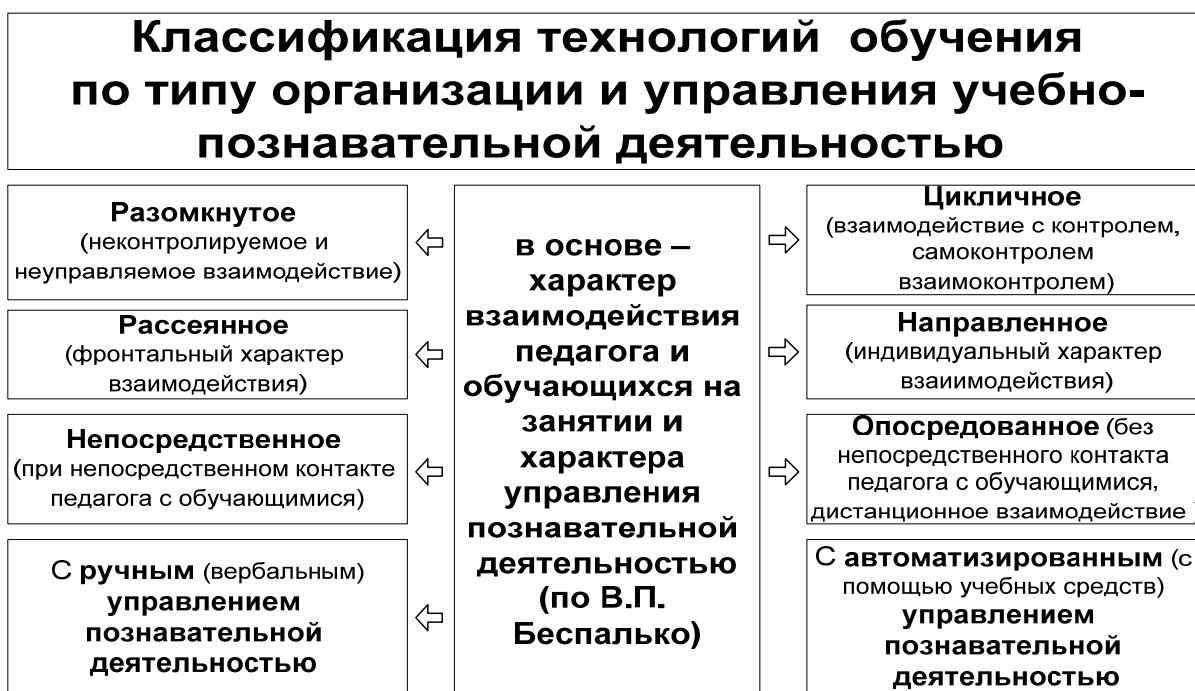 Классификация технологий обучения
по типу организации и управления учебно-
познавательной деятельностью
Разомкнутое
(неконтролируемое и
неуправляемое взаимодействие)
Рассеянное
(фронтальный характер
взаимодействия)
Непосредственное
(при непосредственном контакте
педагога с обучающимися)
С ручным (вербальным)
управлением
познавательной
деятельностью
в основе –
характер
взаимодействия
педагога и
обучающихся на
занятии и
характера
управления
познавательной
деятельностью
(по В.П.
Беспалько)
Цикличное
(взаимодействие с контролем,
самоконтролем
взаимоконтролем)
Направленное
(индивидуальный характер
взаиимодействия)
Опосредованное (без
непосредственного контакта
педагога с обучающимися,
дистанционное взаимодействие
С автоматизированным (с
помощью учебных средств)
управлением
познавательной
деятельностью